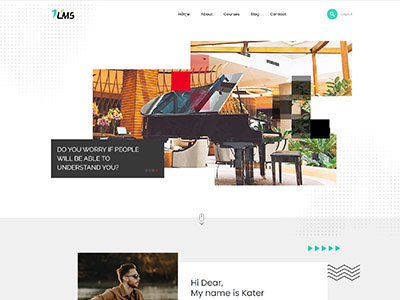 1LMS
Home
About
Courses
Blog
Contact
Search
DO YOU WORRY IF PEOPLE
WILL BE ABLE TO
UNDERSTAND YOU?
Hi Dear,
My name is Kater